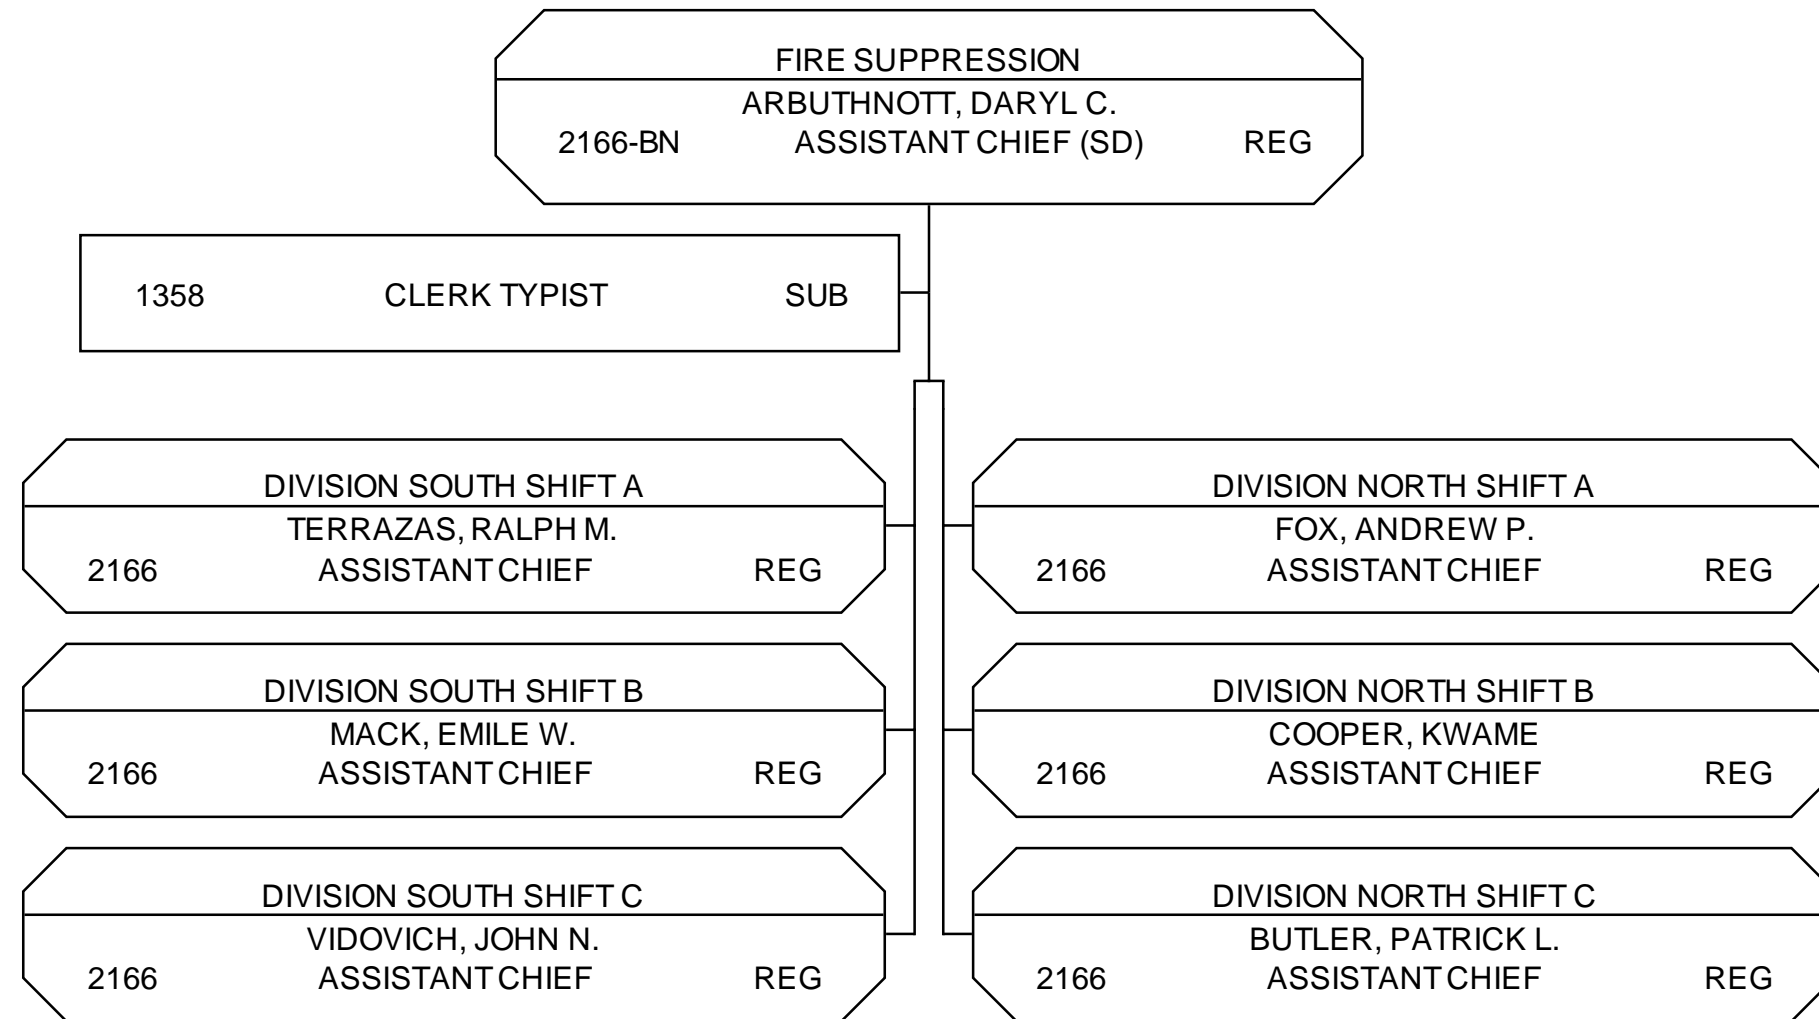 FIRE SUPPRESSION
ARBUTHNOTT, DARYL C.
2166-BN ASSISTANT CHIEF (SD) REG
1358 CLERK TYPIST SUB
DIVISION SOUTH SHIFT A
TERRAZAS, RALPH M.
2166 ASSISTANT CHIEF REG
DIVISION NORTH SHIFT A
FOX, ANDREW P.
2166 ASSISTANT CHIEF REG
DIVISION SOUTH SHIFT B
MACK, EMILE W.
2166 ASSISTANT CHIEF REG
DIVISION NORTH SHIFT B
COOPER, KWAME
2166 ASSISTANT CHIEF REG
DIVISION SOUTH SHIFT C
VIDOVICH, JOHN N.
2166 ASSISTANT CHIEF REG
DIVISION NORTH SHIFT C
BUTLER, PATRICK L.
2166 ASSISTANT CHIEF REG